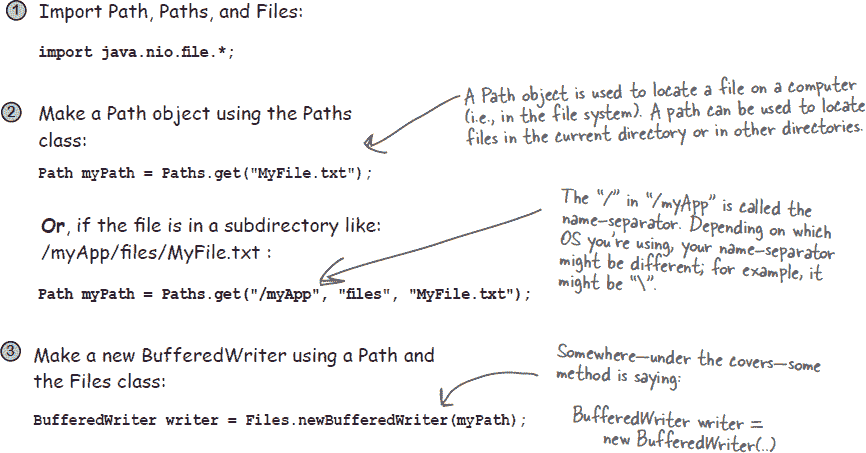 1 Import Path, Paths, and Files:
import java.nio.file.*;
2 Make a Path object using the Paths
class:
Path myPath = Paths.get("MyFile.txt");
A Path object is used to locate a file on a computer
(i.e., in the file system). A path can be used to locate
files in the current directory or in other directories.
Or, if the file is in a subdirectory like:
/myApp/files/MyFile.txt :
Path myPath = Paths.get("/myApp", "files", "MyFile.txt");
The “/” in “/myApp” is called the
name-separator. Depending on which
OS you’re using, your name-separator
might be different; for example, it
might be “\”.
3 Make a new BufferedWriter using a Path and
the Files class:
BufferedWriter writer = Files.newBufferedWriter(myPath);
Somewhere—under the covers—some
method is saying:
BufferedWriter writer =
new BufferedWriter(..)